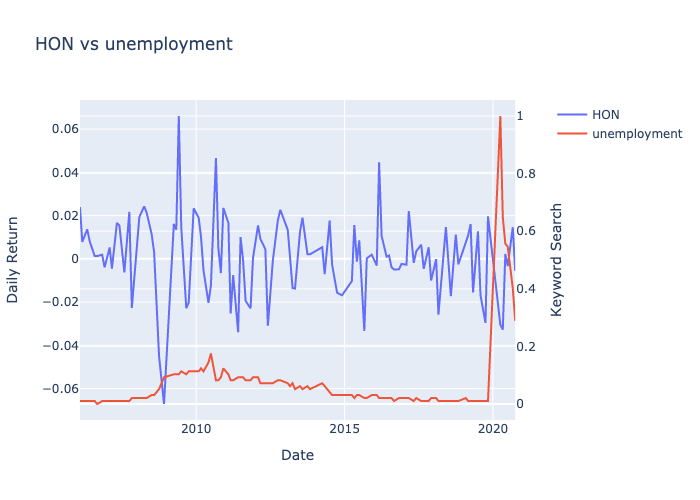 HON vs unemployment
HON
unemployment
0.06
0.04
0.02
0
−0.02
−0.04
−0.06
1
0.8
0.6
0.4
0.2
0
2010
2015
2020
Daily Return
Keyword Search
Date